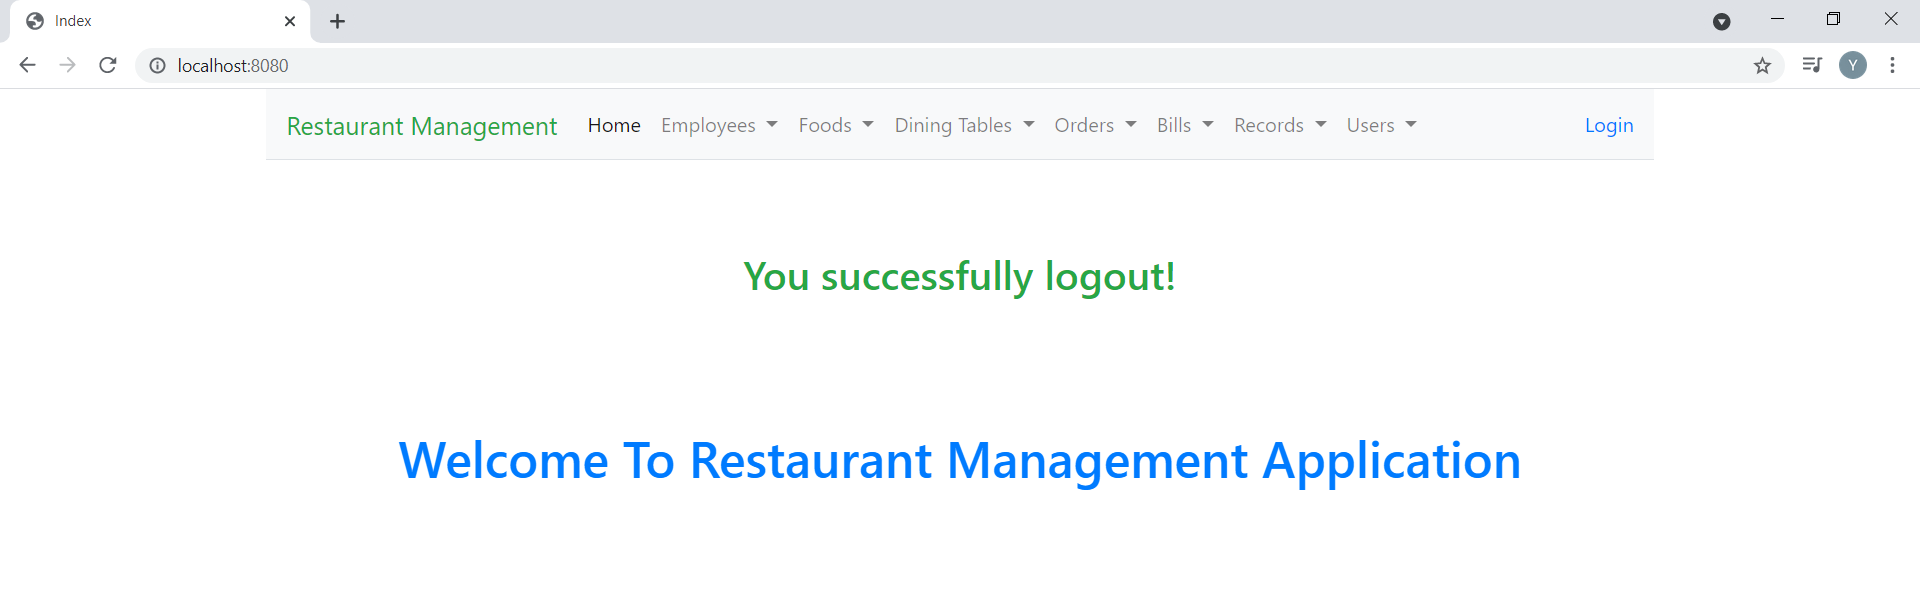 Index
localhost:8080
Y
Restaurant Management Home Employees Foods Dining Tables Orders Bills Records Users Login
You successfully logout!
Welcome To Restaurant Management Application